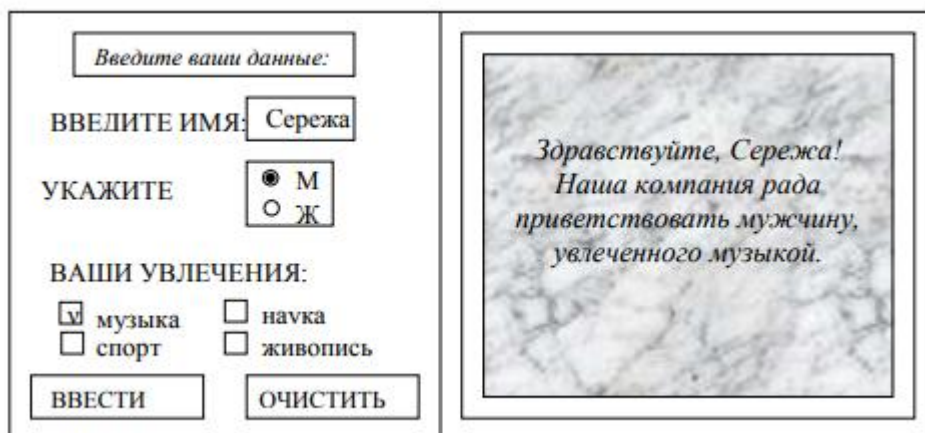 Введите ваши данные:
ВВЕДИТЕ ИМЯ: Сережа
УКАЖИТЕ
М
Ж
ВАШИ УВЛЕЧЕНИЯ:
v музыка наука
спорт живопись
ВВЕСТИ ОЧИСТИТЬ
Здравствуйте, Сережа!
Наша компания рада
приветствовать мужчину,
увлеченного музыкой.